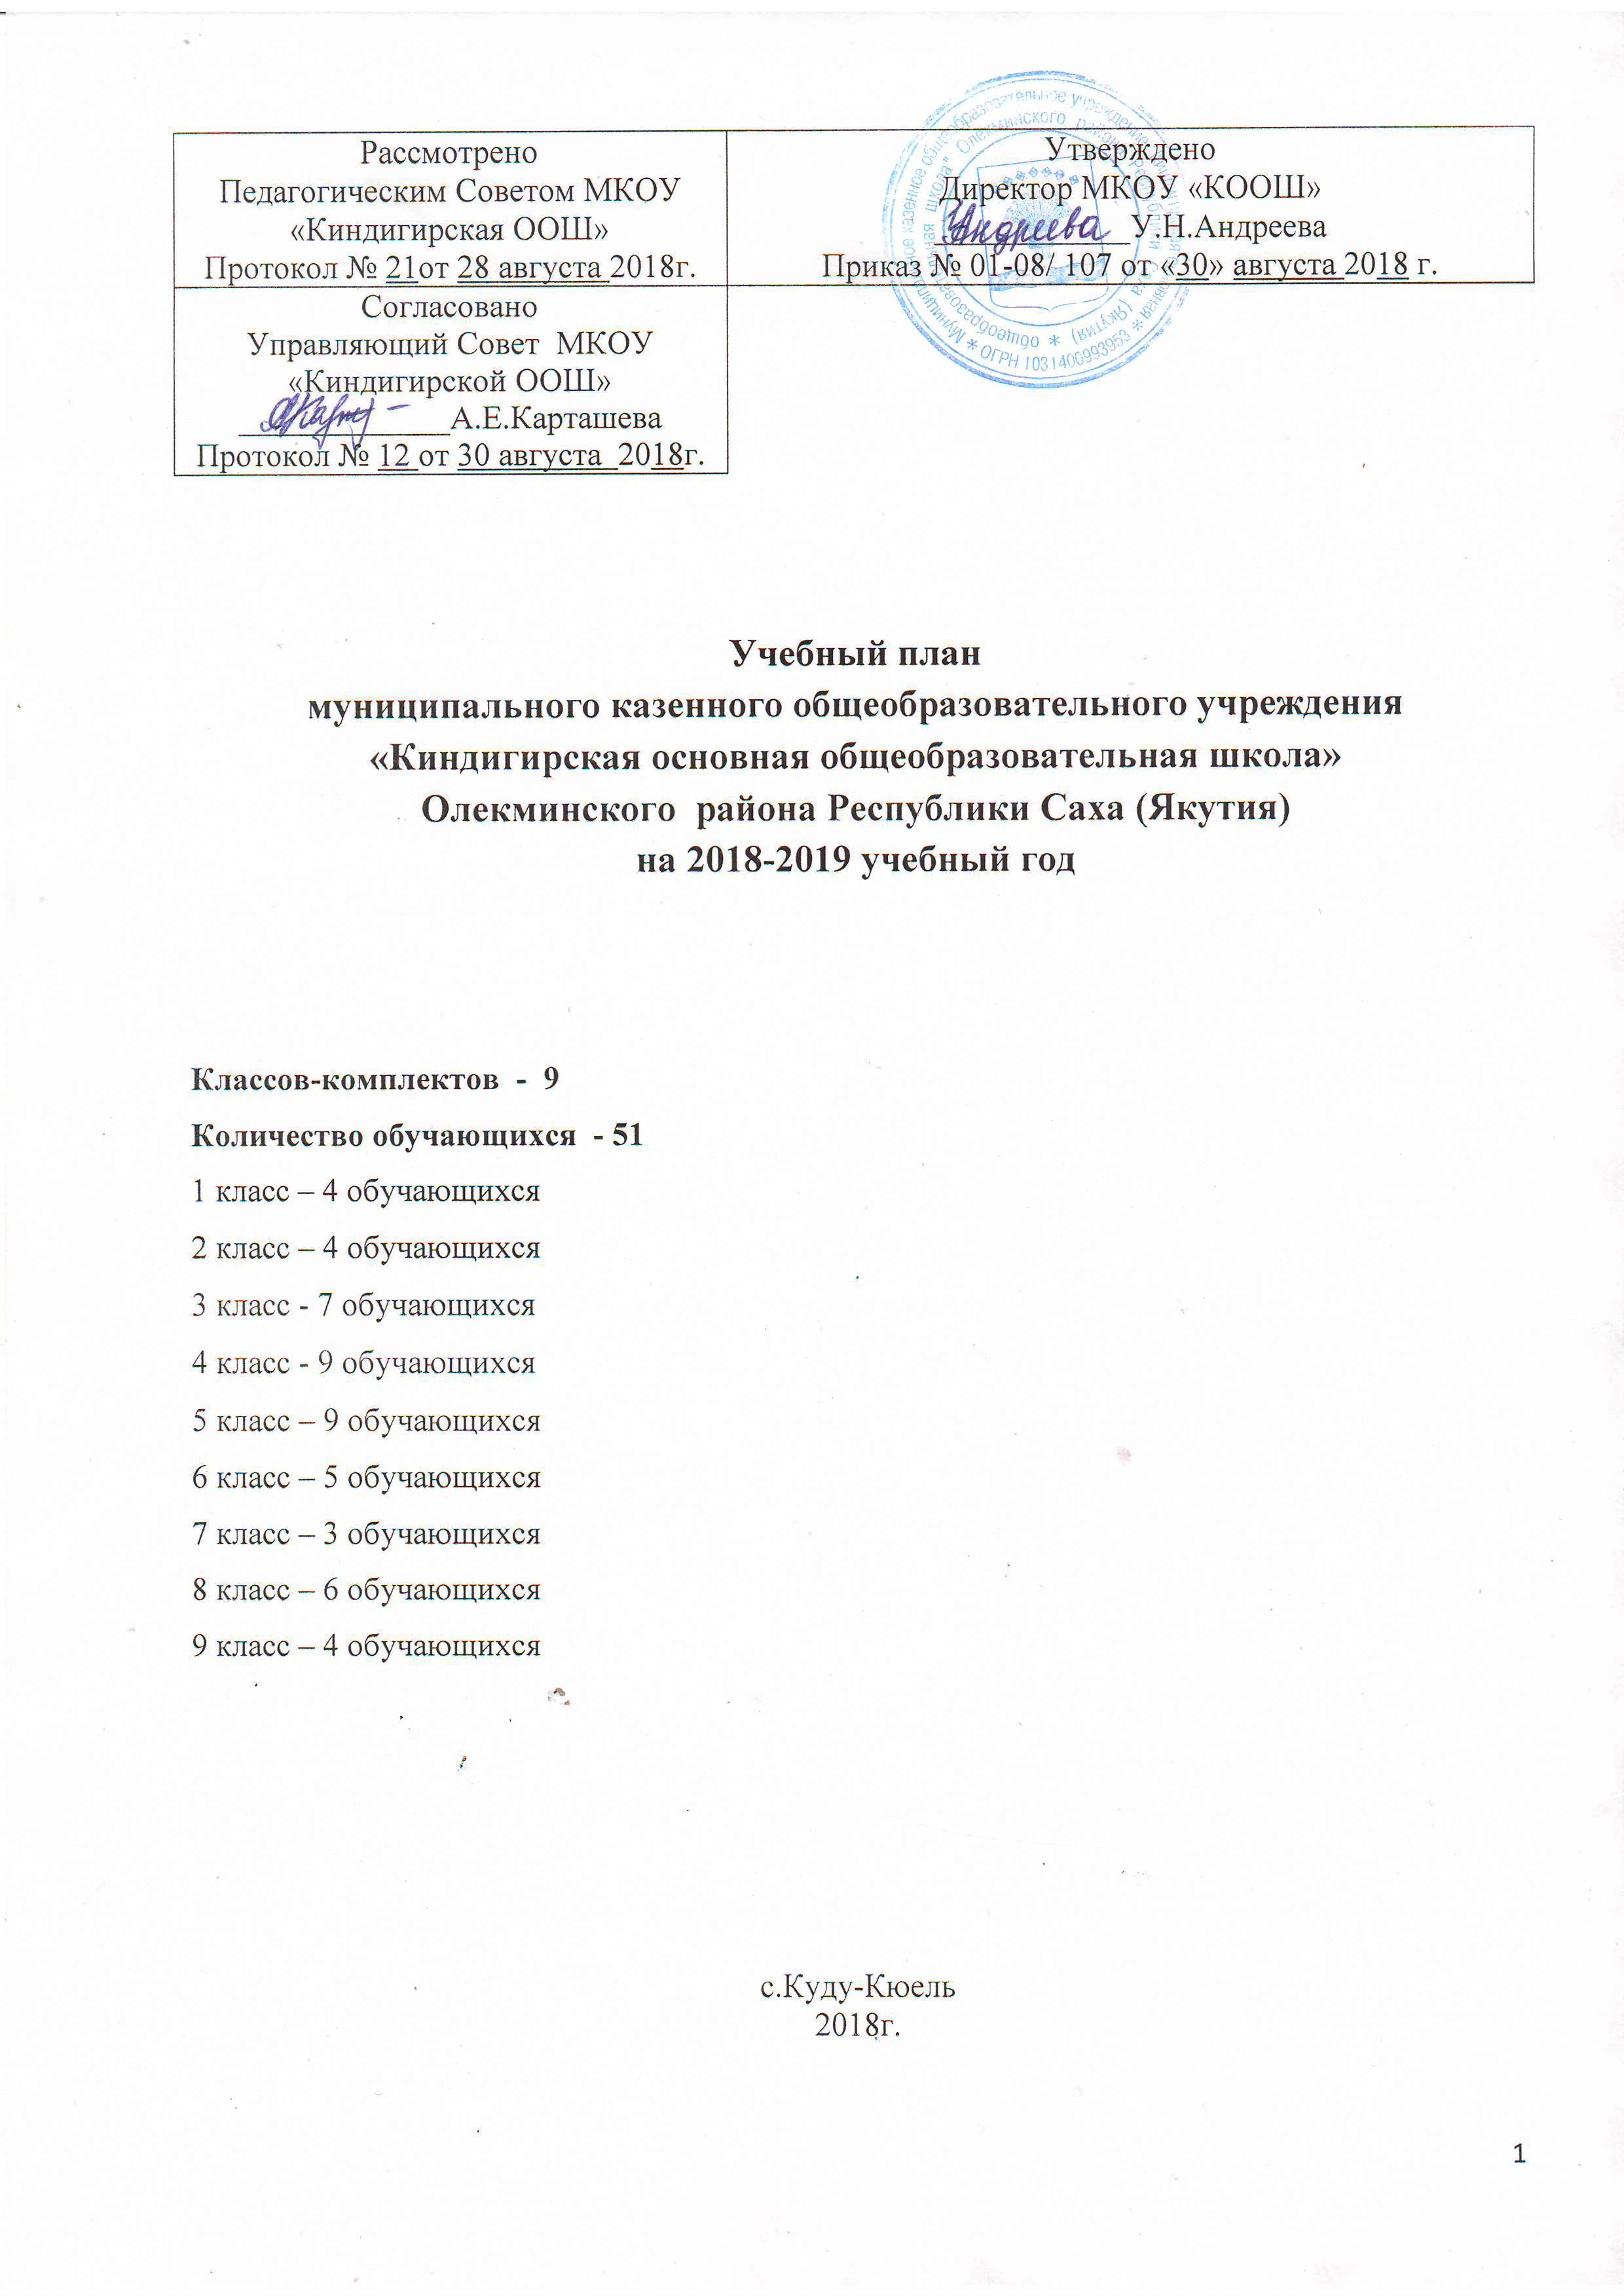 Рассмотрено
Педагогическим Советом МКОУ
«Киндигирская ООШ»
Протокол № 21от 28 августа 2018г.
Утверждено
Директор МКОУ «КООШ»
Андреева У.Н.Андреева
Приказ № 01-08/ 107 от «30» августа 2018 г.
Согласовано
Управляющий Совет МКОУ
«Киндигирской ООШ»
А.Е.Карташева
Протокол № 12 от 30 августа 2018г.
ОГРН 1031400993953
Учебный план
муниципального казенного общеобразовательного учреждения
«Киндигирская основная общеобразовательная школа»
Олекминского района Республики Саха (Якутия)
на 2018-2019 учебный год
Классов-комплектов - 9
Количество обучающихся - 51
1 класс – 4 обучающихся
2 класс – 4 обучающихся
3 класс - 7 обучающихся
4 класс - 9 обучающихся
5 класс – 9 обучающихся
6 класс – 5 обучающихся
7 класс – 3 обучающихся
8 класс – 6 обучающихся
9 класс – 4 обучающихся
с.Куду-Кюель
2018г.
1